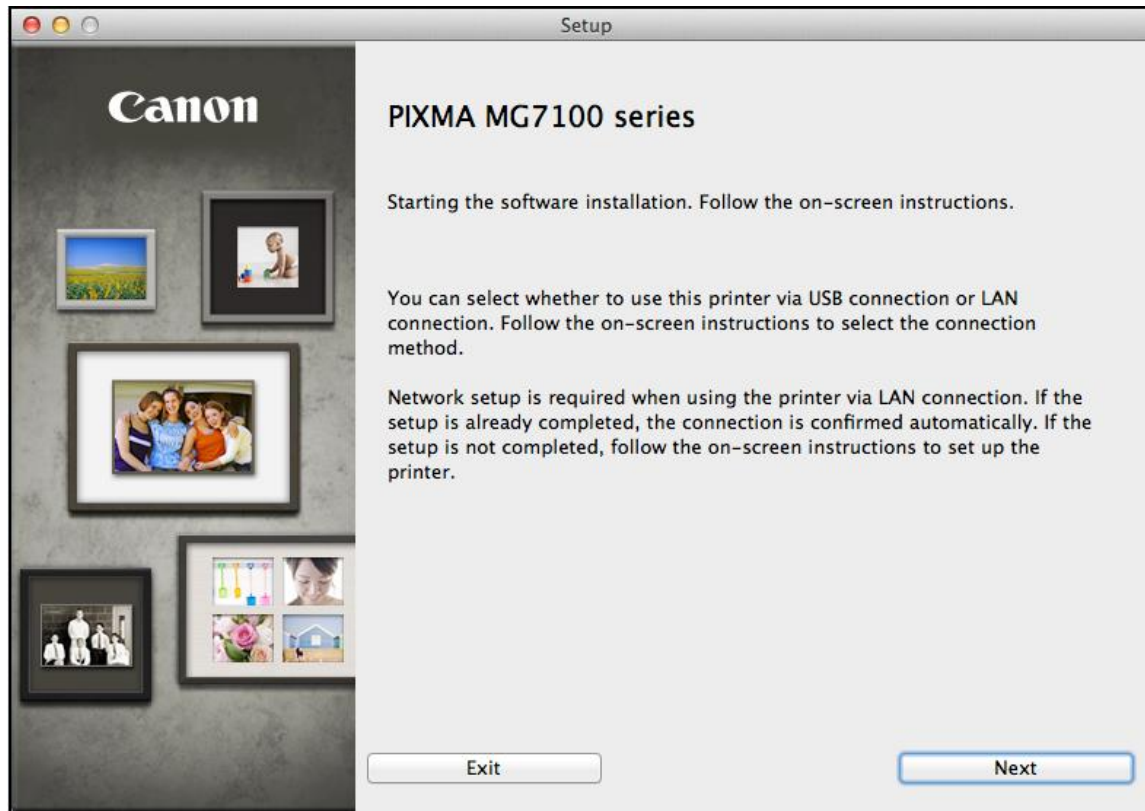 Setup
Canon
PIXMA MG7100 series
Starting the software installation. Follow the on-screen instructions.
You can select whether to use this printer via USB connection or LAN
connection. Follow the on-screen instructions to select the connection
method.
Network setup is required when using the printer via LAN connection. If the
setup is already completed, the connection is confirmed automatically. If the
setup is not completed, follow the on-screen instructions to set up the
printer.
Exit
Next